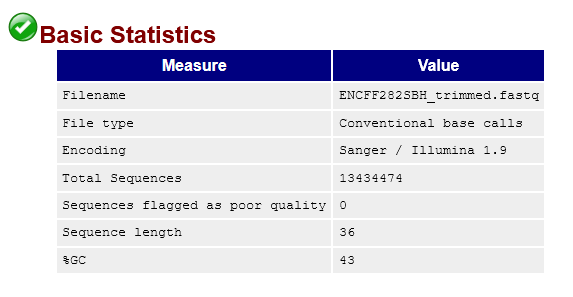 Basic Statistics
Measure Value
Filename ENCFF282SBH_trimmed.fastq
File type Conventional base calls
Encoding Sanger / Illumina 1.9
Total Sequences 13434474
Sequences flagged as poor quality 0
Sequence length 36
%GC 43